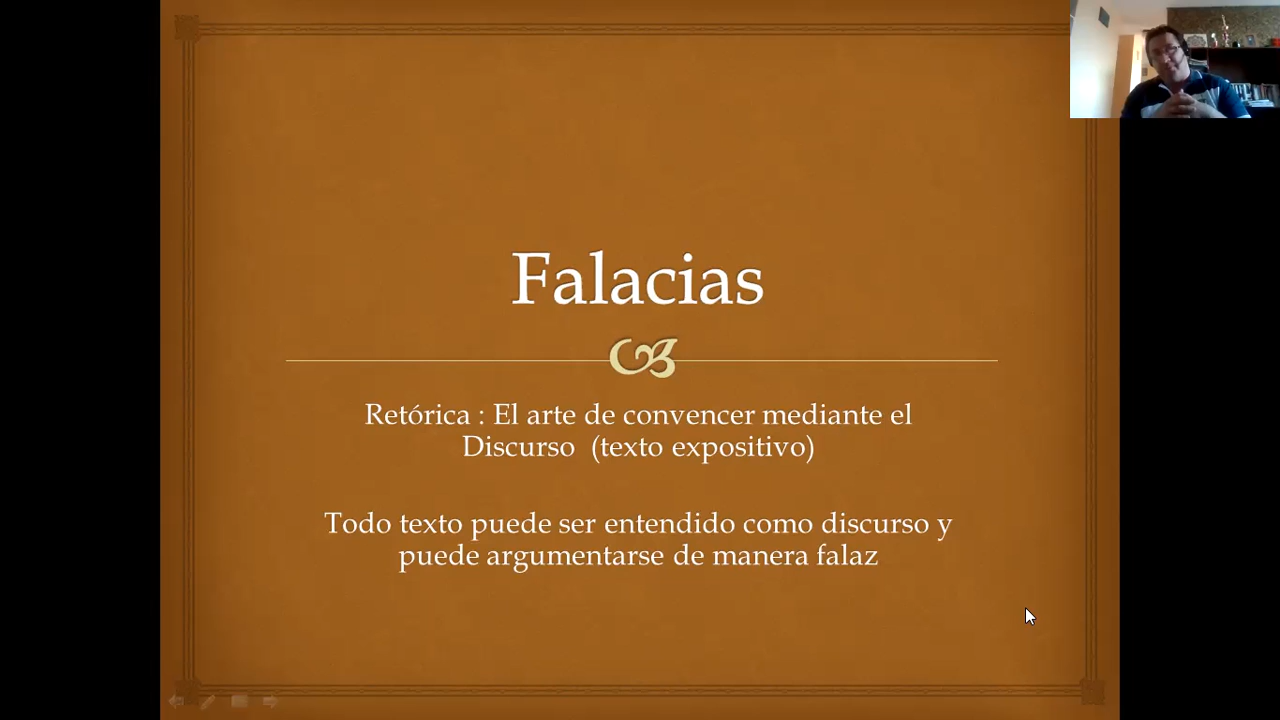 Falacias
Retórica : El arte de convencer mediante el
Discurso  (texto expositivo)
Todo texto puede ser entendido como discurso y
puede argumentarse de manera falaz